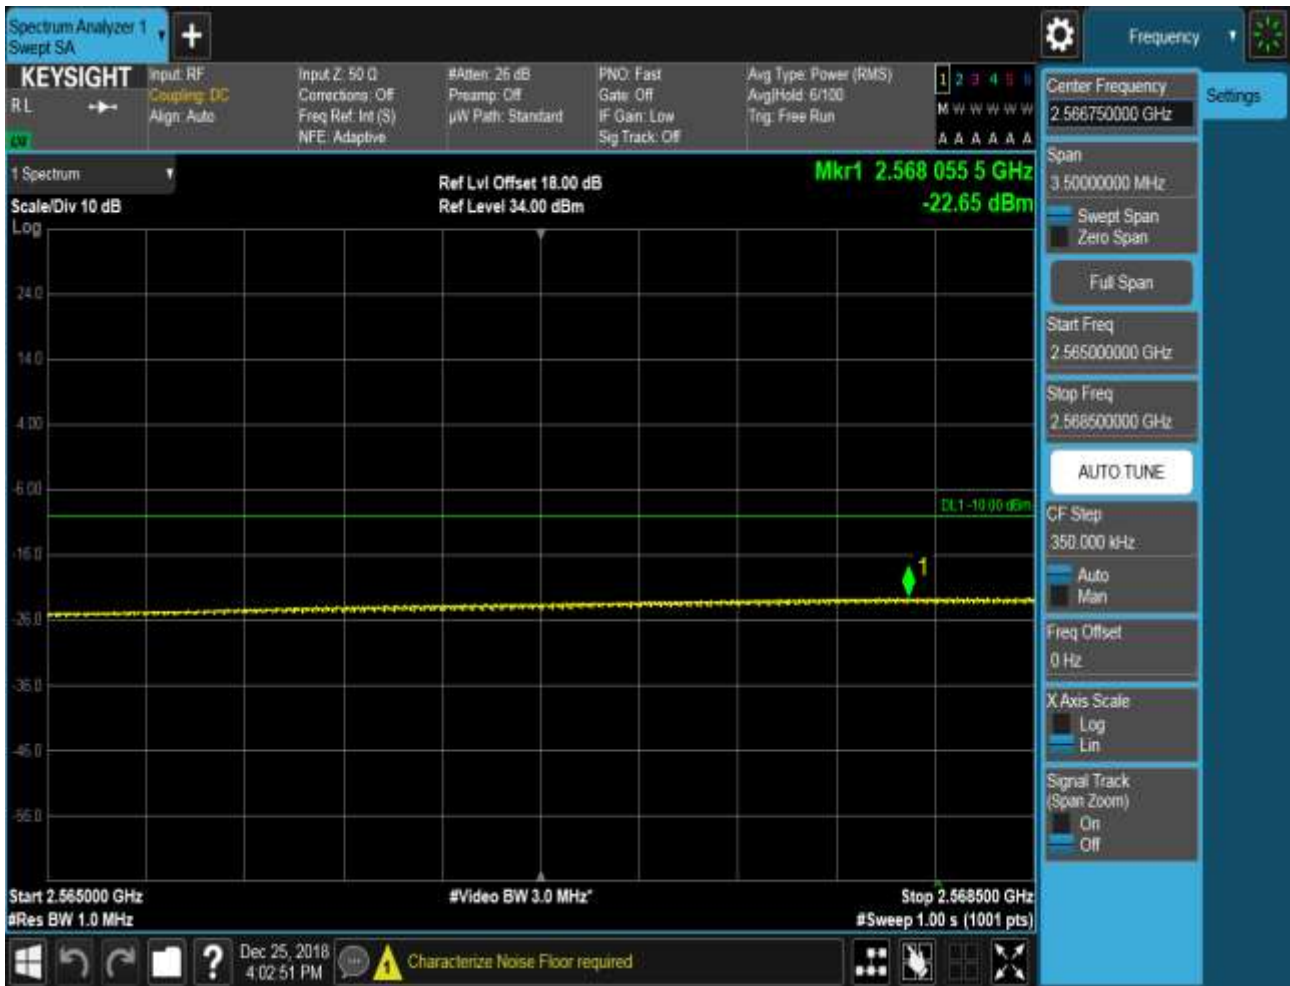 Spectrum Analyzer 1
Swept SA
+
Frequency
KEYSIGHT
R L
LXI
Input: RF
Coupling: DC
Align: Auto
Input Z: 50 Ω
Corrections: Off
Freq Ref: Int (S)
NFE: Adaptive
#Atten: 26 dB
Preamp: Off
µW Path: Standard
PNO: Fast
Gate: Off
IF Gain: Low
Sig Track: Off
Avg Type: Power (RMS)
Avg|Hold: 6/100
Trig: Free Run
1 2 3 4 5 6
M W W W W W
A A A A A A
1 Spectrum
Scale/Div 10 dB
Log
Ref Lvl Offset 18.00 dB
Ref Level 34.00 dBm
Mkr1 2.568 055 5 GHz
-22.65 dBm
24.0
14.0
4.00
-6.00
-16.0
-26.0
-36.0
-46.0
-56.0
DL1 -10.00 dBm
1
Start 2.565000 GHz
#Res BW 1.0 MHz
#Video BW 3.0 MHz*
Stop 2.568500 GHz
#Sweep 1.00 s (1001 pts)
Center Frequency
2.566750000 GHz
Settings
Span
3.50000000 MHz
Swept Span
Zero Span
Full Span
Start Freq
2.565000000 GHz
Stop Freq
2.568500000 GHz
AUTO TUNE
CF Step
350.000 kHz
Auto
Man
Freq Offset
0 Hz
X Axis Scale
Log
Lin
Signal Track
(Span Zoom)
On
Off
?
Dec 25, 2018
4:02:51 PM
1
Characterize Noise Floor required